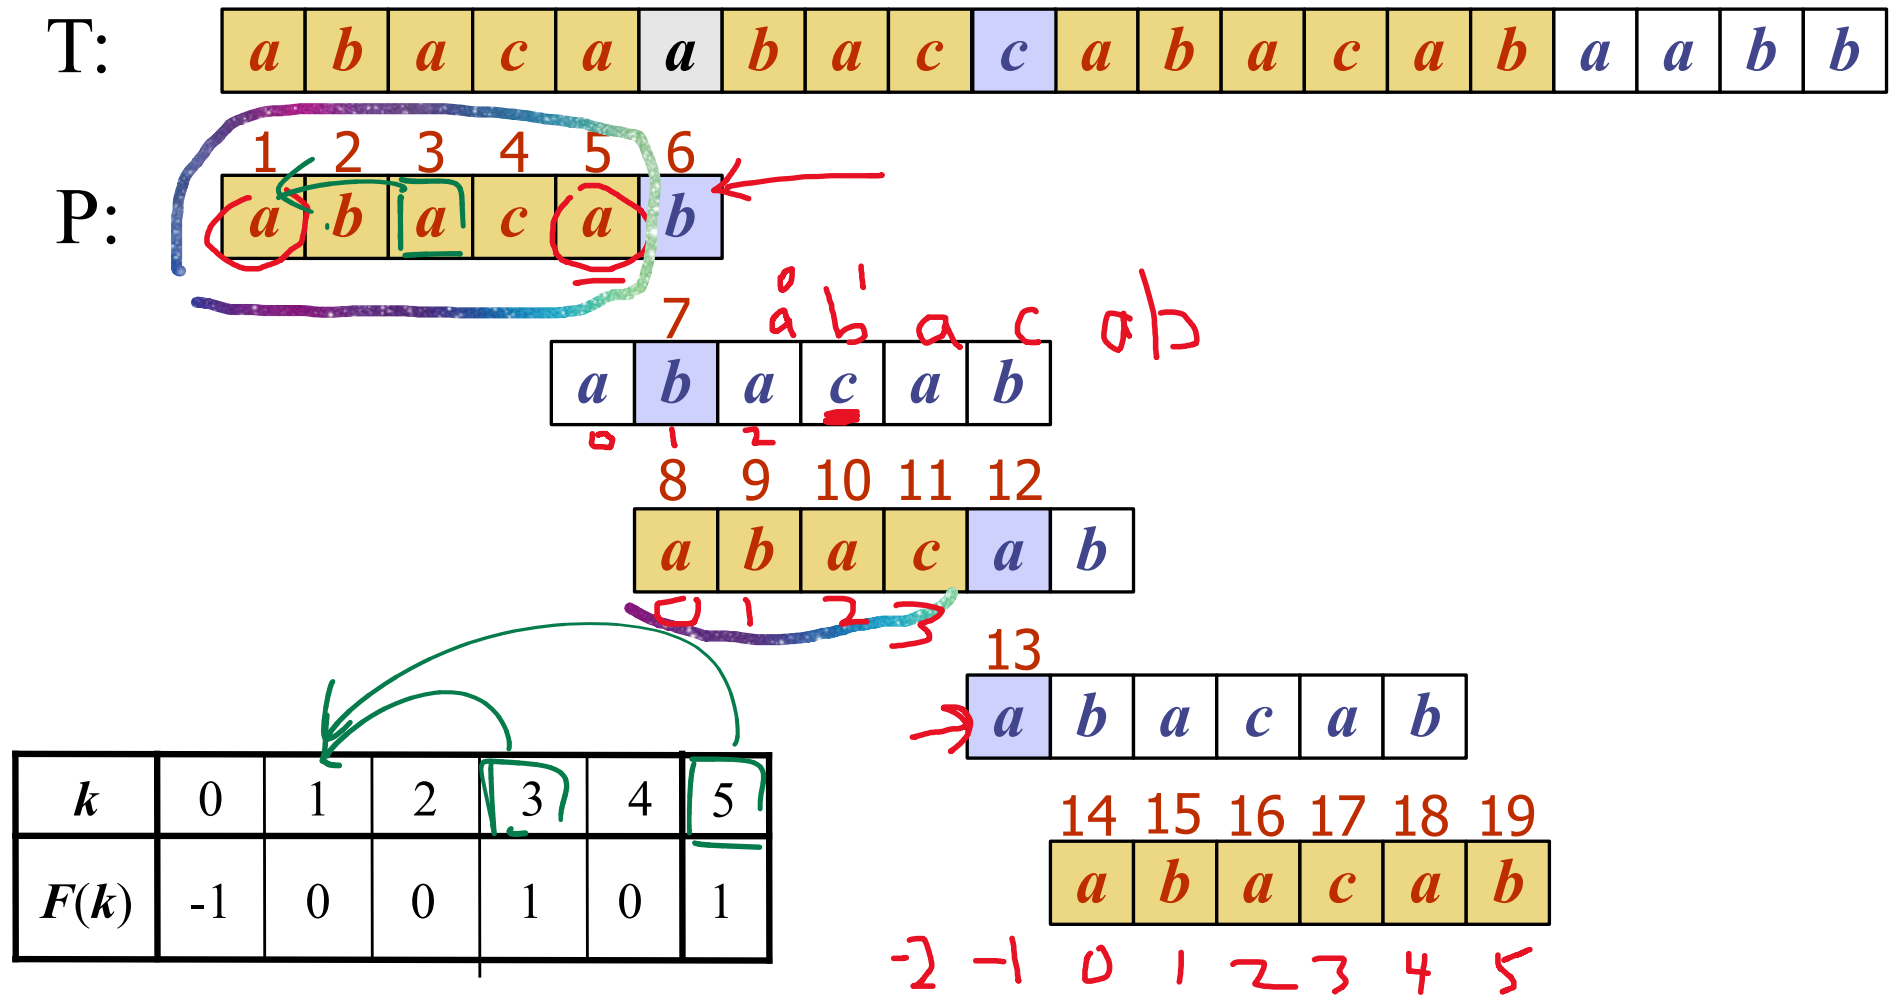 T: a b a c a a b a c c a b a c a b a a b b
1 2 3 4 5 6
P: a b a c a b
0 1
7 a b a c a b
a b a c a b
0 1 2
8 9 10 11 12
a b a c a b
0 1 2 3
13
a b a c a b
k 0 1 2 3 4 5
14 15 16 17 18 19
F(k) -1 0 0 1 0 1
a b a c a b
-2 -1 0 1 2 3 4 5